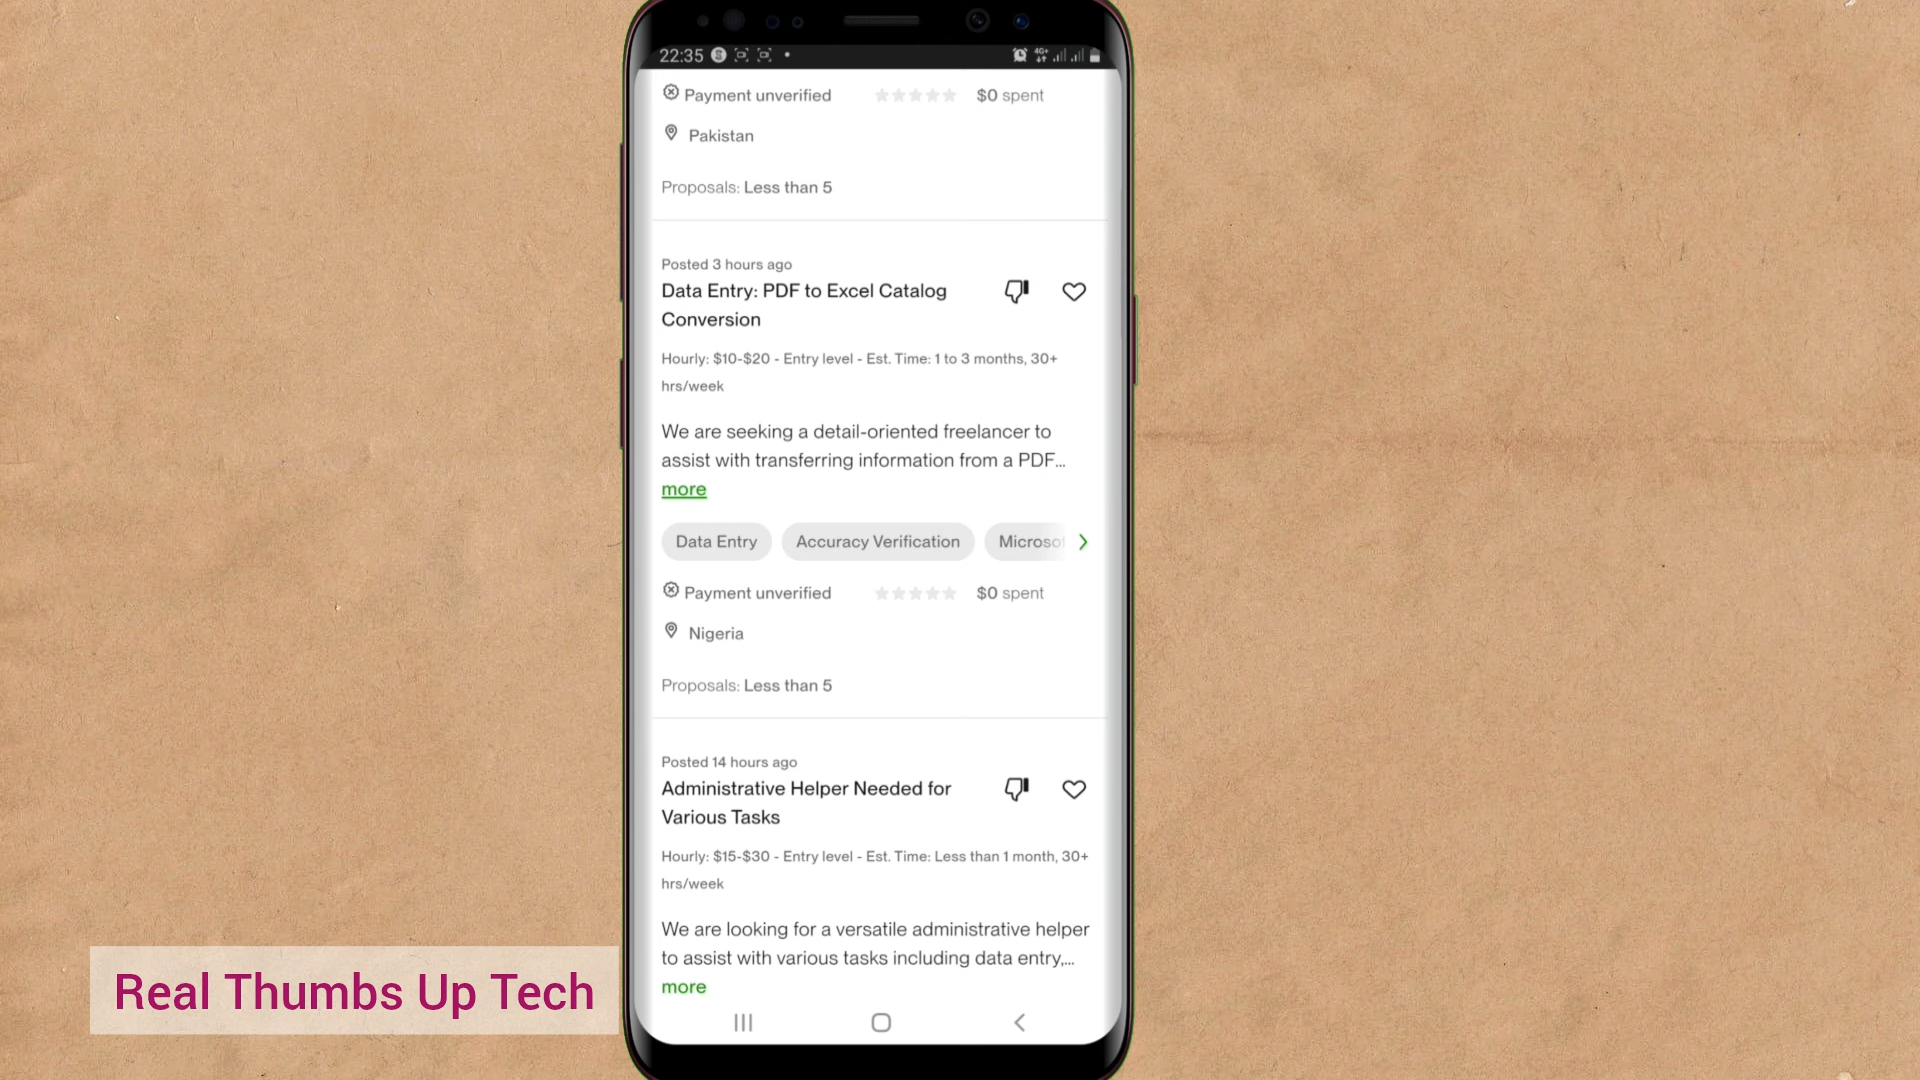 22:35
4G+
Payment unverified $0 spent
Pakistan
Proposals: Less than 5
Posted 3 hours ago
Data Entry: PDF to Excel Catalog
Conversion
Hourly: $10-$20 - Entry level - Est. Time: 1 to 3 months, 30+
hrs/week
We are seeking a detail-oriented freelancer to
assist with transferring information from a PDF...
more
Data Entry Accuracy Verification Microsof
Payment unverified $0 spent
Nigeria
Proposals: Less than 5
Posted 14 hours ago
Administrative Helper Needed for
Various Tasks
Hourly: $15-$30 - Entry level - Est. Time: Less than 1 month, 30+
hrs/week
We are looking for a versatile administrative helper
to assist with various tasks including data entry,...
more
Real Thumbs Up Tech